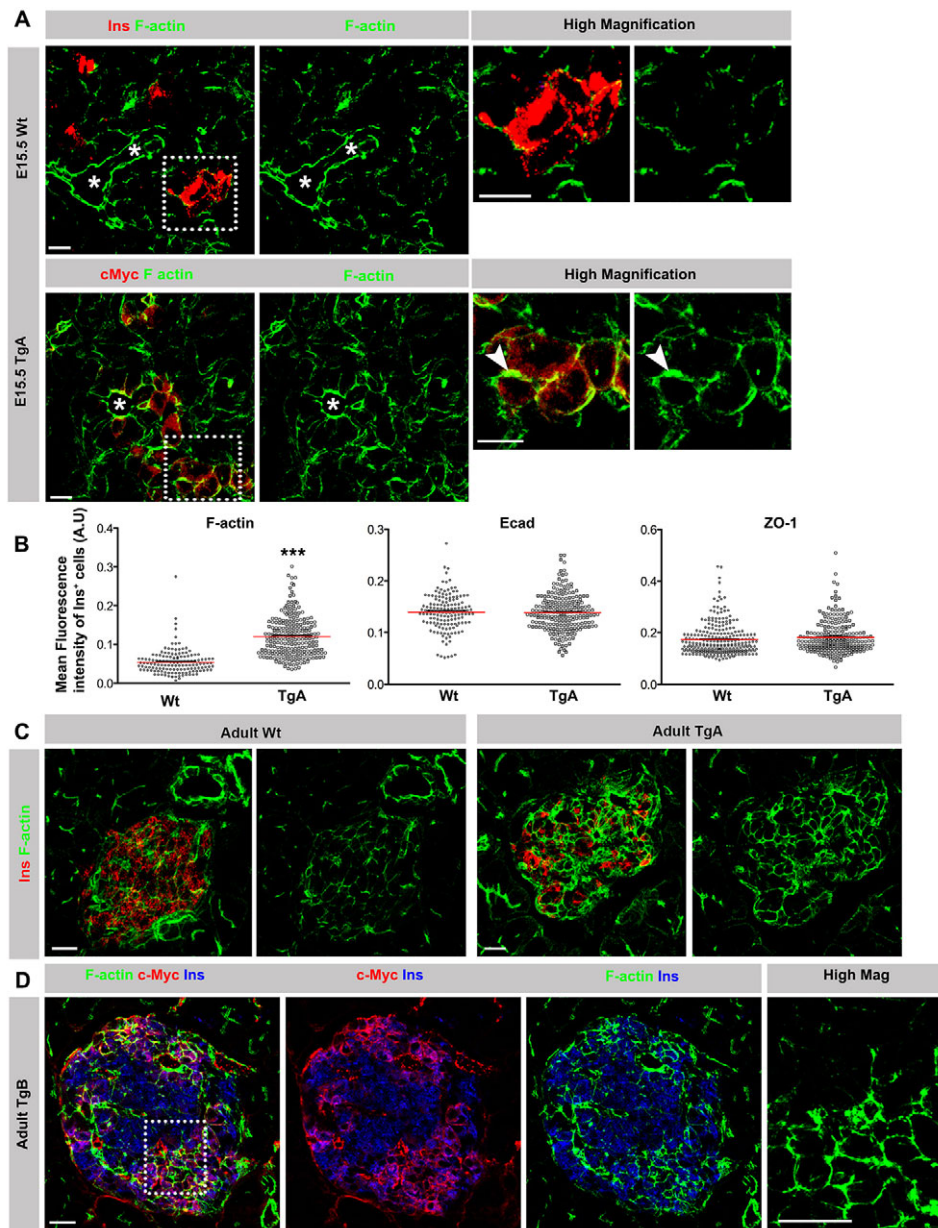 A
Ins F-actin
F-actin
High Magnification
E15.5 Wt
*
*
*
*
cMyc F actin
F-actin
High Magnification
E15.5 TgA
*
*
B
Mean Fluorescence
intensity of Ins+ cells (A.U)
F-actin
0.4
0.3
0.2
0.1
0.0
***
Wt
TgA
Ecad
0.3
0.2
0.1
0.0
Wt
TgA
ZO-1
0.6
0.4
0.2
0.0
Wt
TgA
C
Adult Wt
Adult TgA
Ins F-actin
D
F-actin c-Myc Ins
c-Myc Ins
F-actin Ins
High Mag
Adult TgB